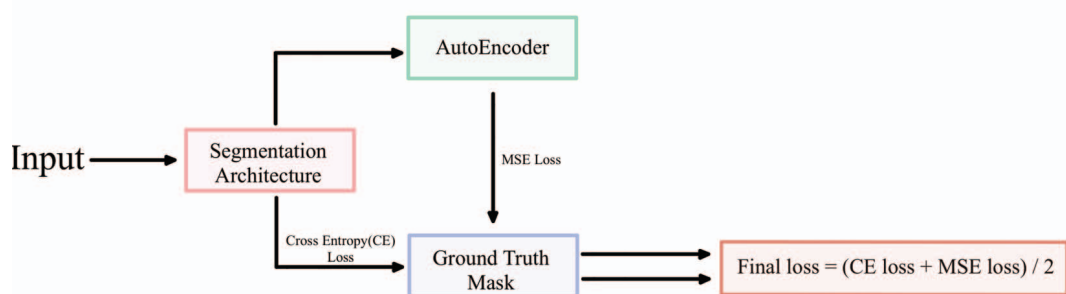 AutoEncoder
Input
Segmentation
Architecture
MSE Loss
Cross Entropy(CE)
Loss
Ground Truth
Mask
Final loss = (CE loss + MSE loss) / 2